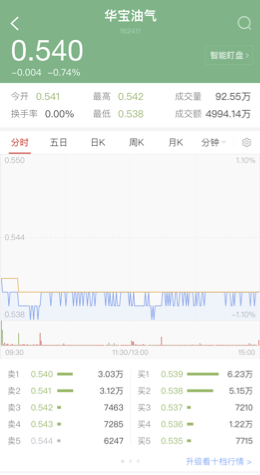 华宝油气
162411
0.540
-0.004 -0.74%
智能盯盘 >
今开 0.541 最高 0.542 成交量 92.55万
换手率 0.00% 最低 0.538 成交额 4994.14万
分时 五日 日K 周K 月K 分钟
0.550 1.10%
0.544
0.538 -1.10%
09:30 11:30/13:00 15:00
卖1 0.540 3.03万 买1 0.539 6.23万
卖2 0.541 3.12万 买2 0.538 5.15万
卖3 0.542 7463 买3 0.537 7210
卖4 0.543 7285 买4 0.536 1.22万
卖5 0.544 6247 买5 0.535 7715
升级看十档行情 >